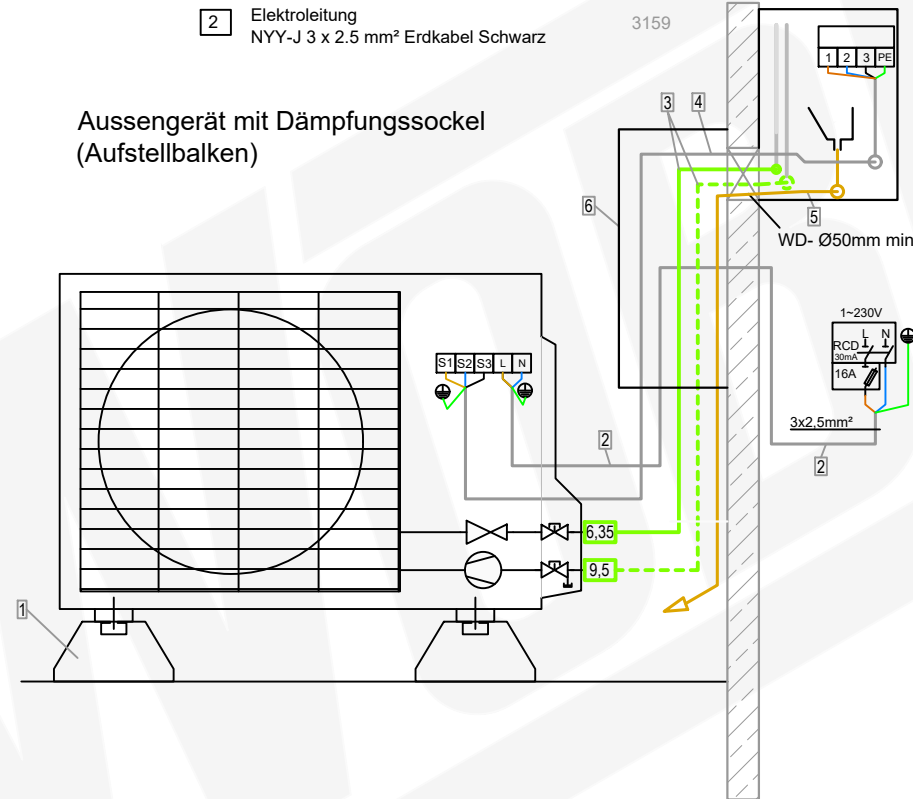 2 Elektroleitung
NYY-J 3 x 2.5 mm² Erdkabel Schwarz
3159
Aussengerät mit Dämpfungssockel
(Aufstellbalken)
1 2 3 PE
3 4
6
5
WD- Ø50mm min
1~230V
L N
RCD
30mA
16A
3x2,5mm²
2
S1 S2 S3 L N
2
6,35
9,5
1